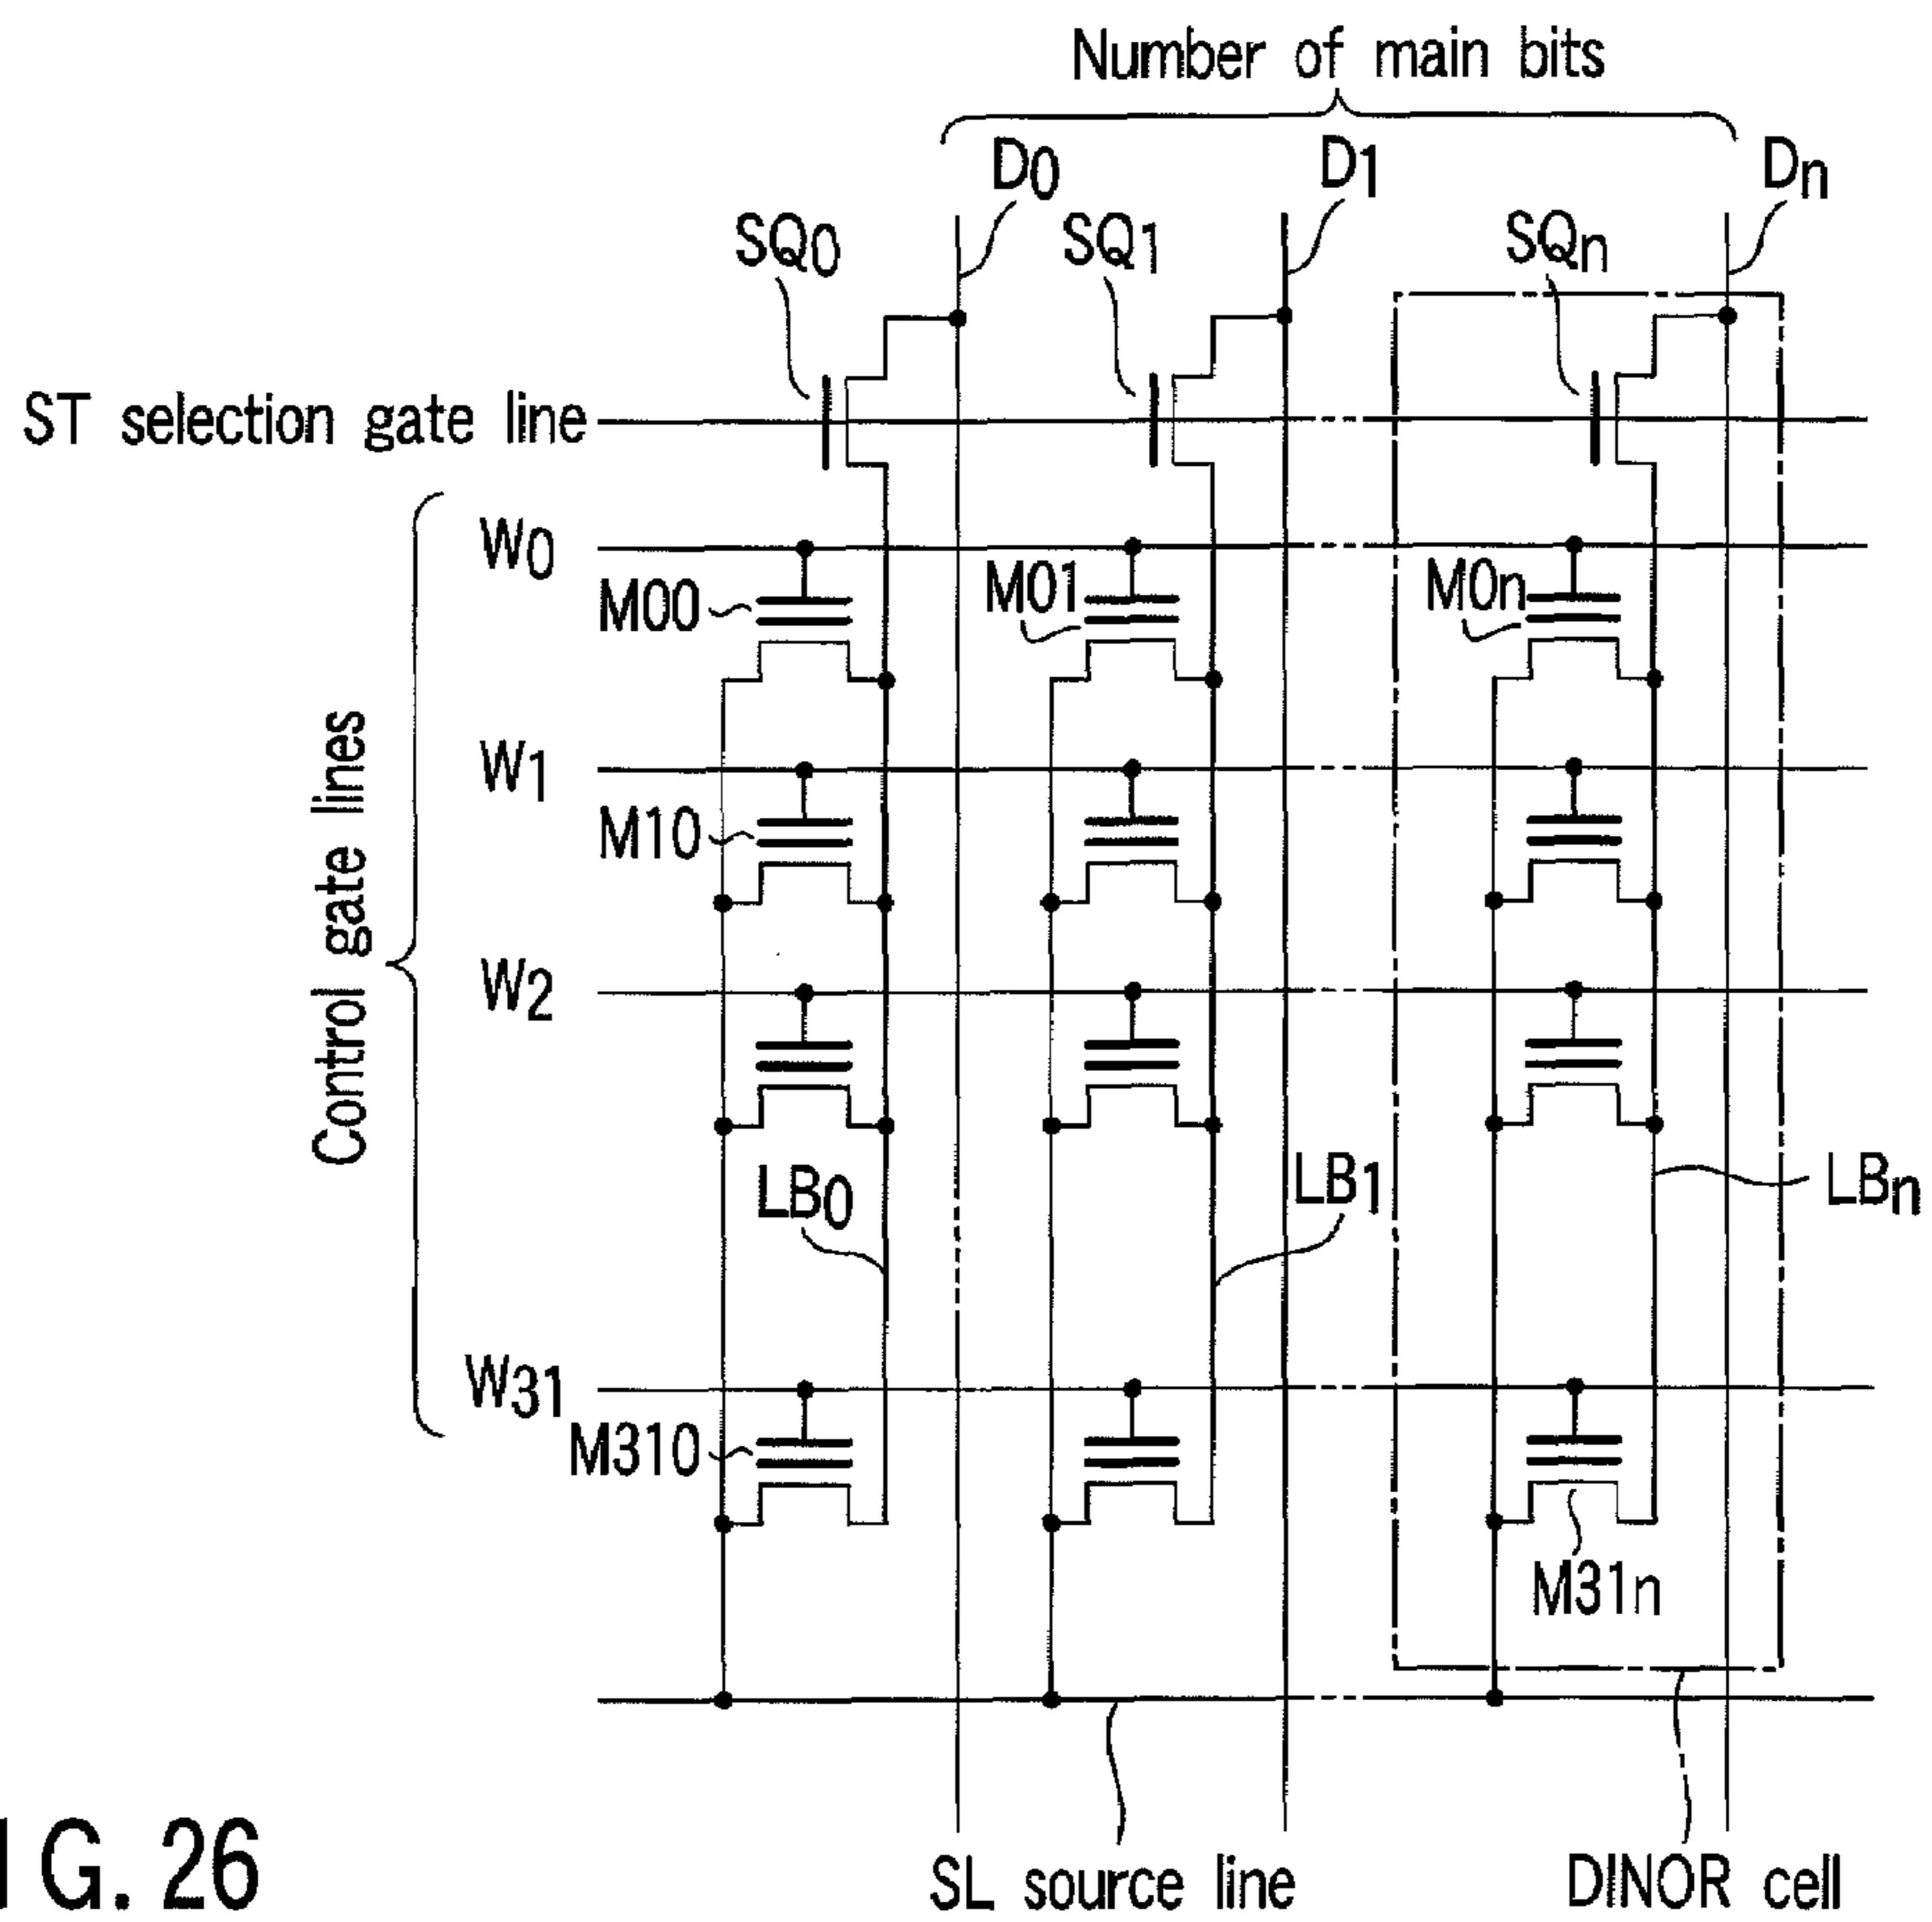 Number of main bits
D0 D1 Dn
SQ0 SQ1 SQn
ST selection gate line
W0
M00 M01 M0n
W1
M10
Control gate lines
W2
LB0 LB1 LBn
W31
M310
M31n
SL source line DINOR cell
IG. 26